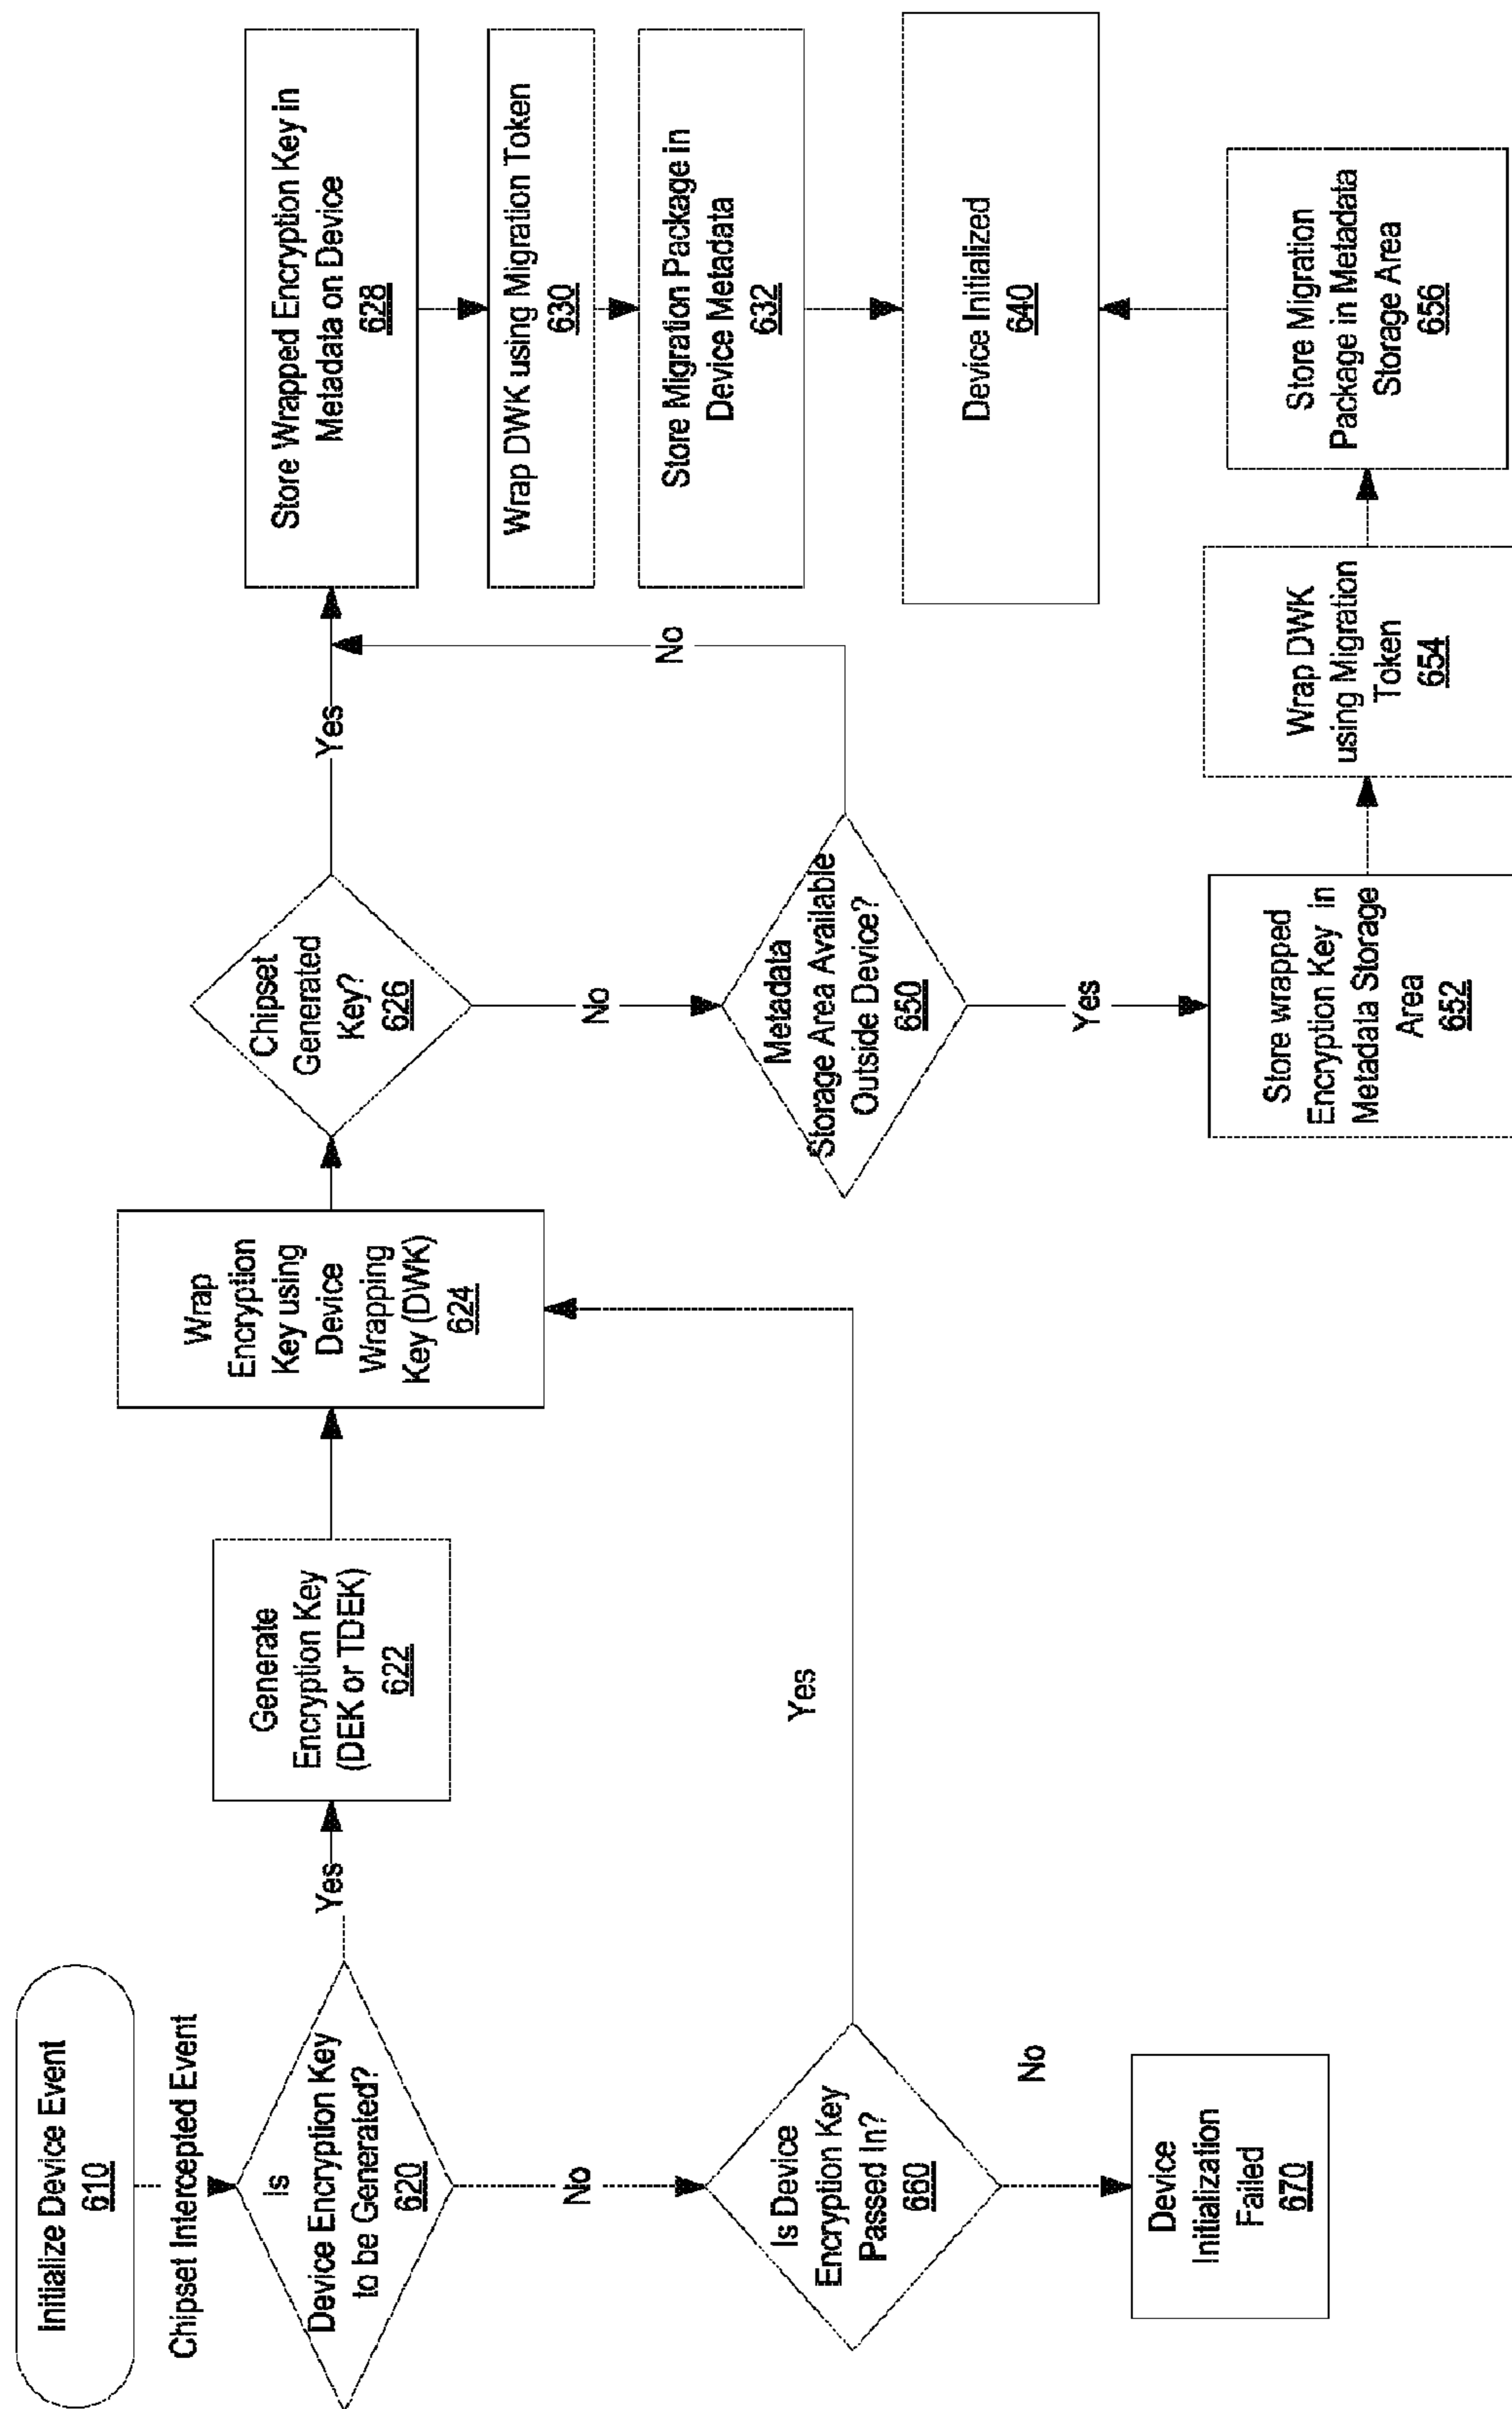 Initialize Device Event
610
Chipset Intercepted Event
is
Device Encryption Key
to be Generated?
620
Yes
Generate
Encryption Key
(DEK or TDEK)
622
Wrap
Encryption
Key using
Device
Wrapping
Key (DWK)
624
Chipset
Generated
Key?
626
Yes
Store Wrapped Encryption Key in
Metadata on Device
628
Wrap DWK using Migration Token
630
Store Migration Package in
Device Metadata
632
Device Initialized
640
No
Metadata
Storage Area Available
Outside Device?
650
No
Yes
Store wrapped
Encryption Key in
Metadata Storage
Area
652
Wrap DWK
using Migration
Token
654
Store Migration
Package in Metadata
Storage Area
656
No
Is Device
Encryption Key
Passed In?
660
Yes
No
Device
Initialization
Failed
670